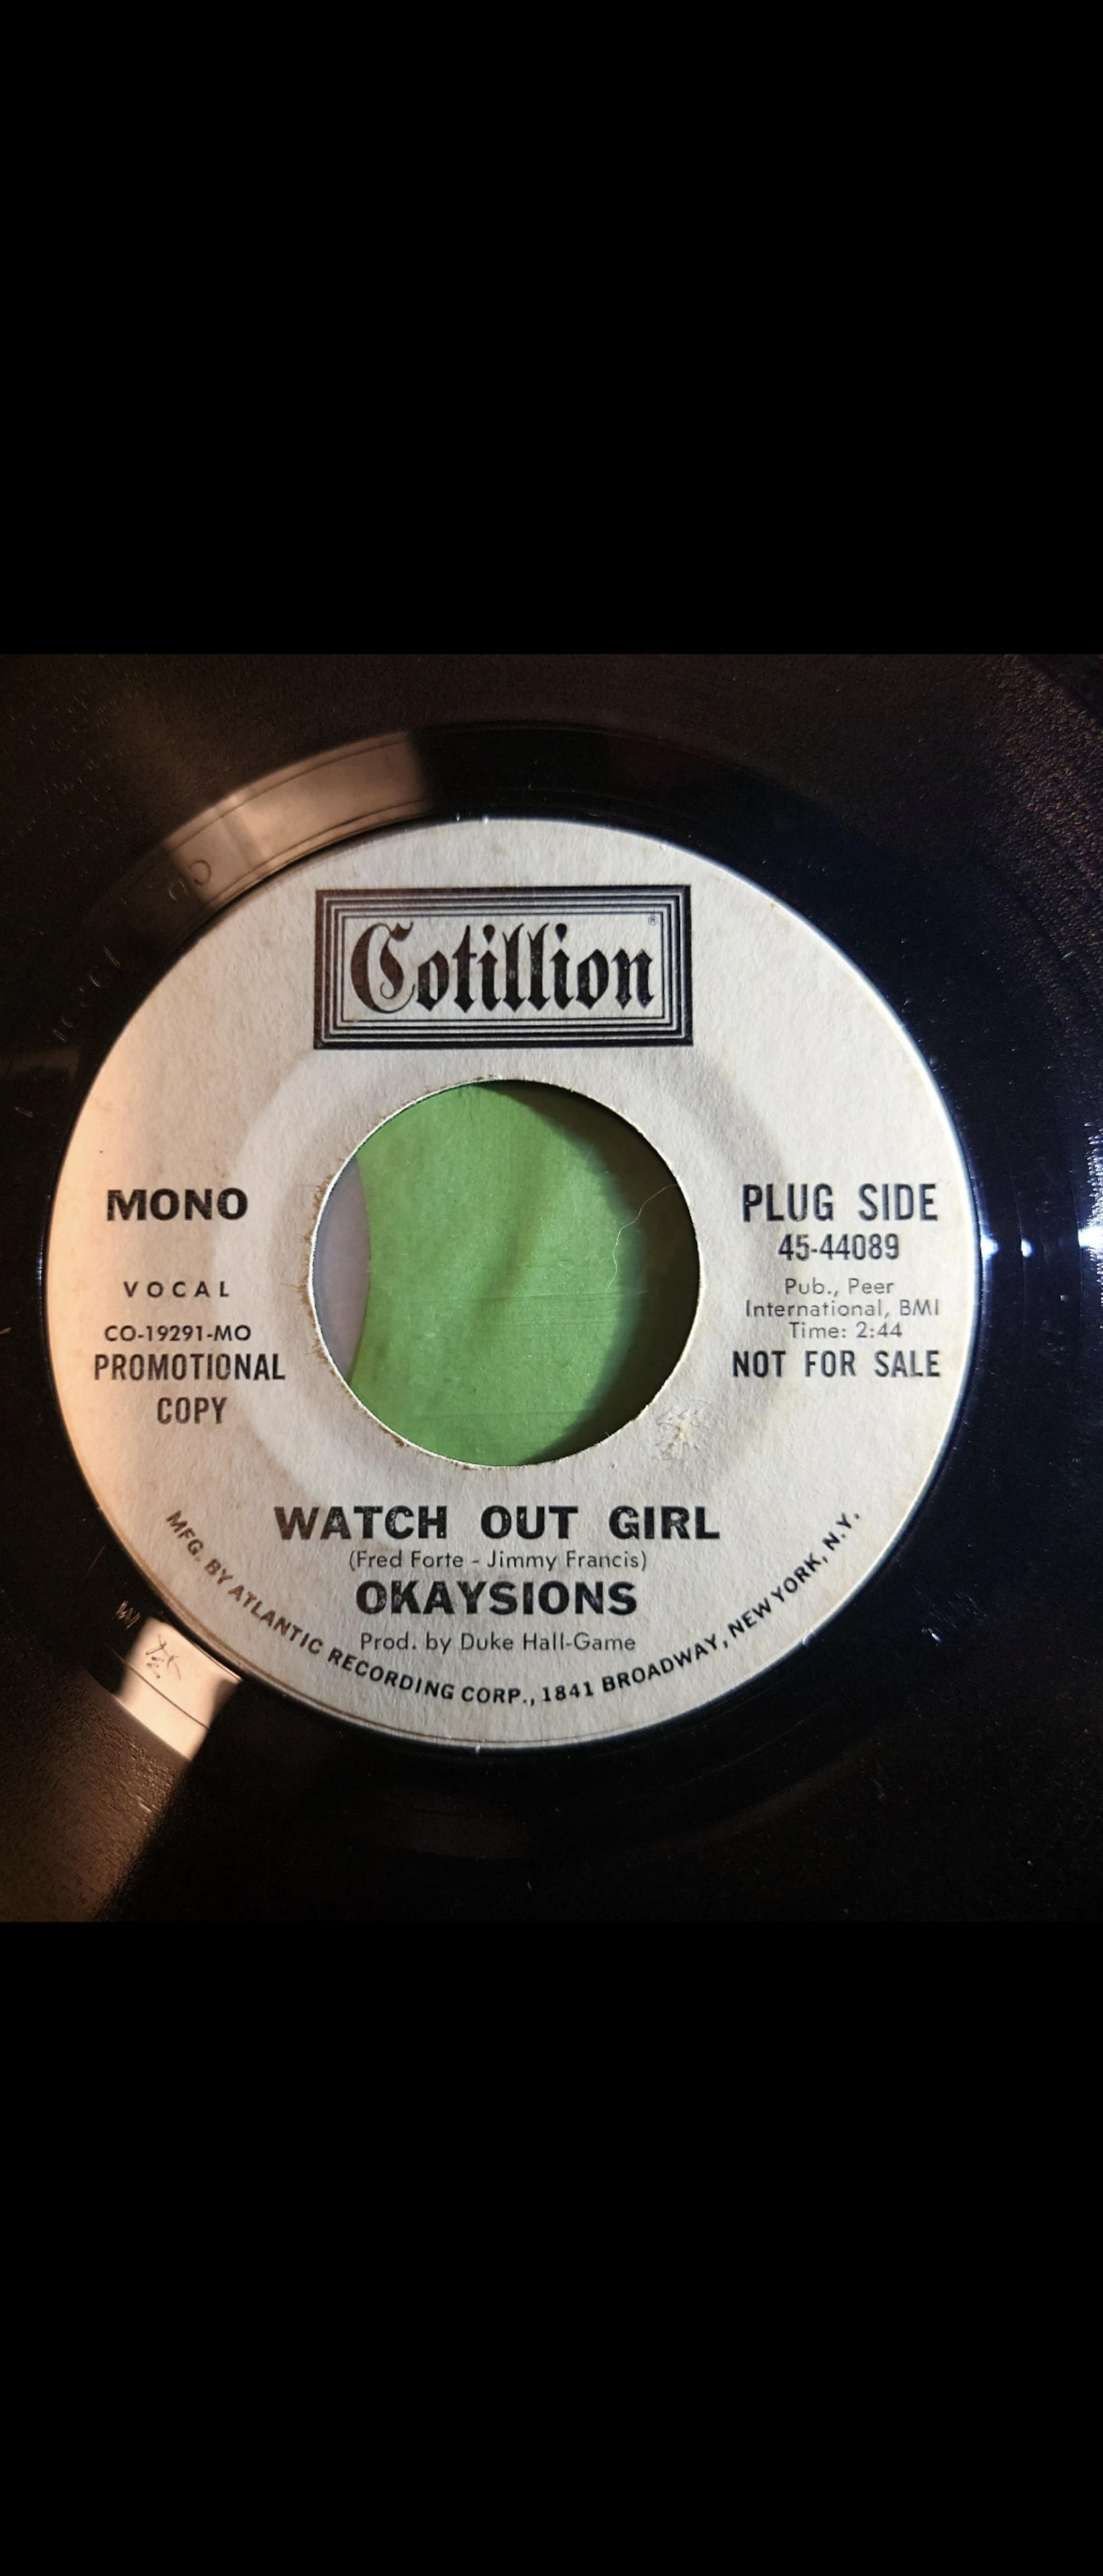 Cotillion®
MONO
VOCAL
CO-19291-MO
PROMOTIONAL
COPY
PLUG SIDE
45-44089
Pub., Peer
International, BMI
Time: 2:44
NOT FOR SALE
WATCH OUT GIRL
(Fred Forte - Jimmy Francis)
OKAYSIONS
Prod. by Duke Hall-Game
MFG. BY ATLANTIC RECORDING CORP., 1841 BROADWAY, NEW YORK, N.Y.